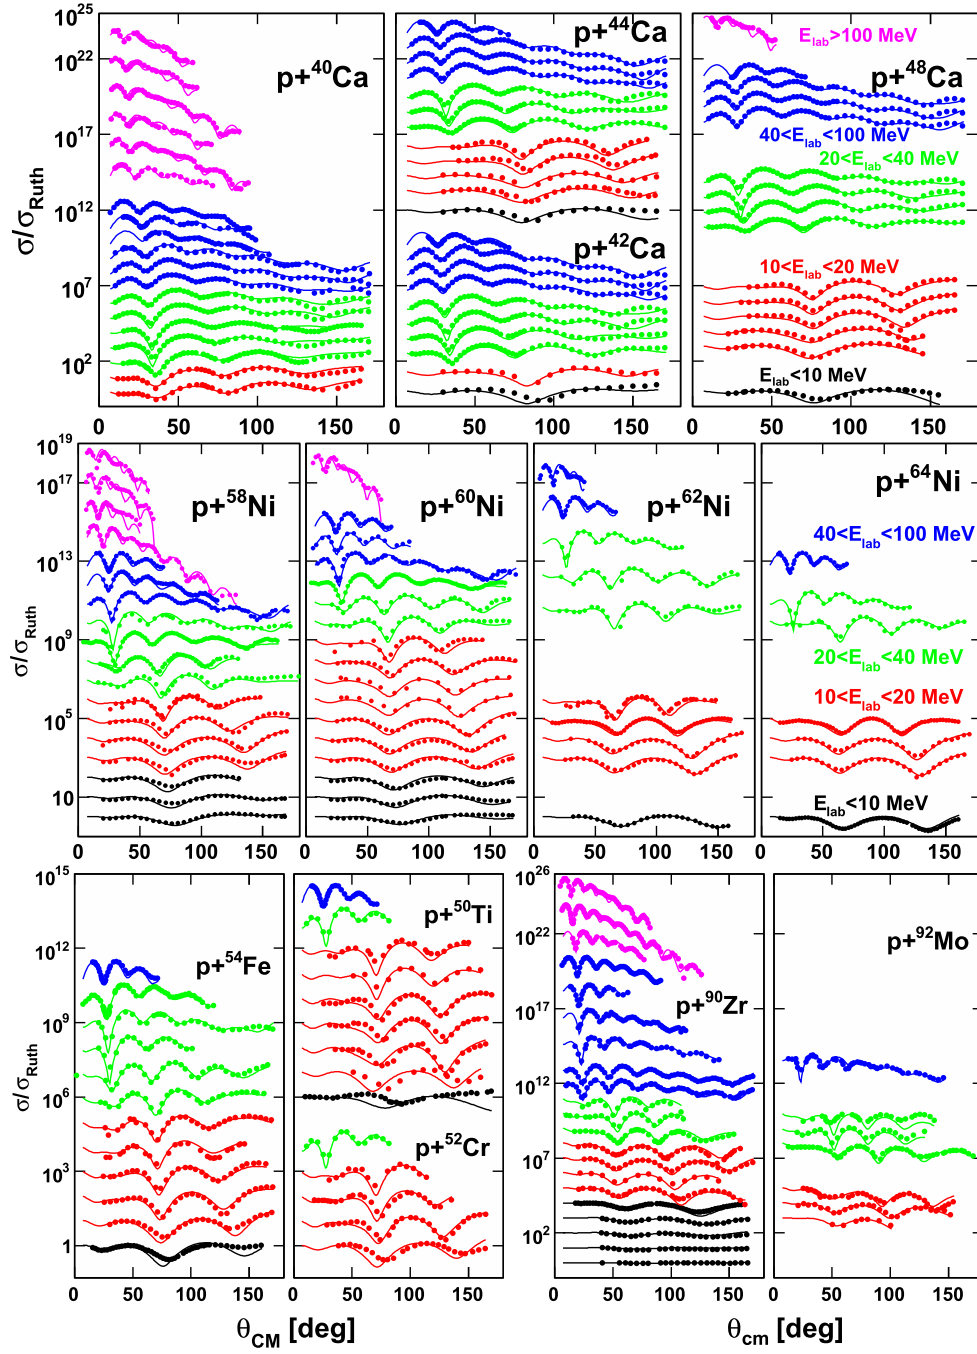 10^25
10^22
10^17
10^12
10^7
10^2
σ/σ_Ruth
p+^40Ca
p+^44Ca
p+^42Ca
E_lab>100 MeV
p+^48Ca
40<E_lab<100 MeV
20<E_lab<40 MeV
10<E_lab<20 MeV
E_lab<10 MeV
0 50 100 150 0 50 100 150 0 50 100 150
10^19
10^17
10^13
10^9
10^5
10
σ/σ_Ruth
p+^58Ni
p+^60Ni
p+^62Ni
p+^64Ni
40<E_lab<100 MeV
20<E_lab<40 MeV
10<E_lab<20 MeV
E_lab<10 MeV
0 50 100 150 0 50 100 150 0 50 100 150 0 50 100 150
10^15
10^12
10^9
10^6
10^3
1
σ/σ_Ruth
p+^54Fe
p+^50Ti
p+^52Cr
10^26
10^22
10^17
10^12
10^7
10^2
p+^90Zr
p+^92Mo
0 50 100 150 0 50 100 150 0 50 100 150 0 50 100 150
θ_CM [deg]
θ_cm [deg]